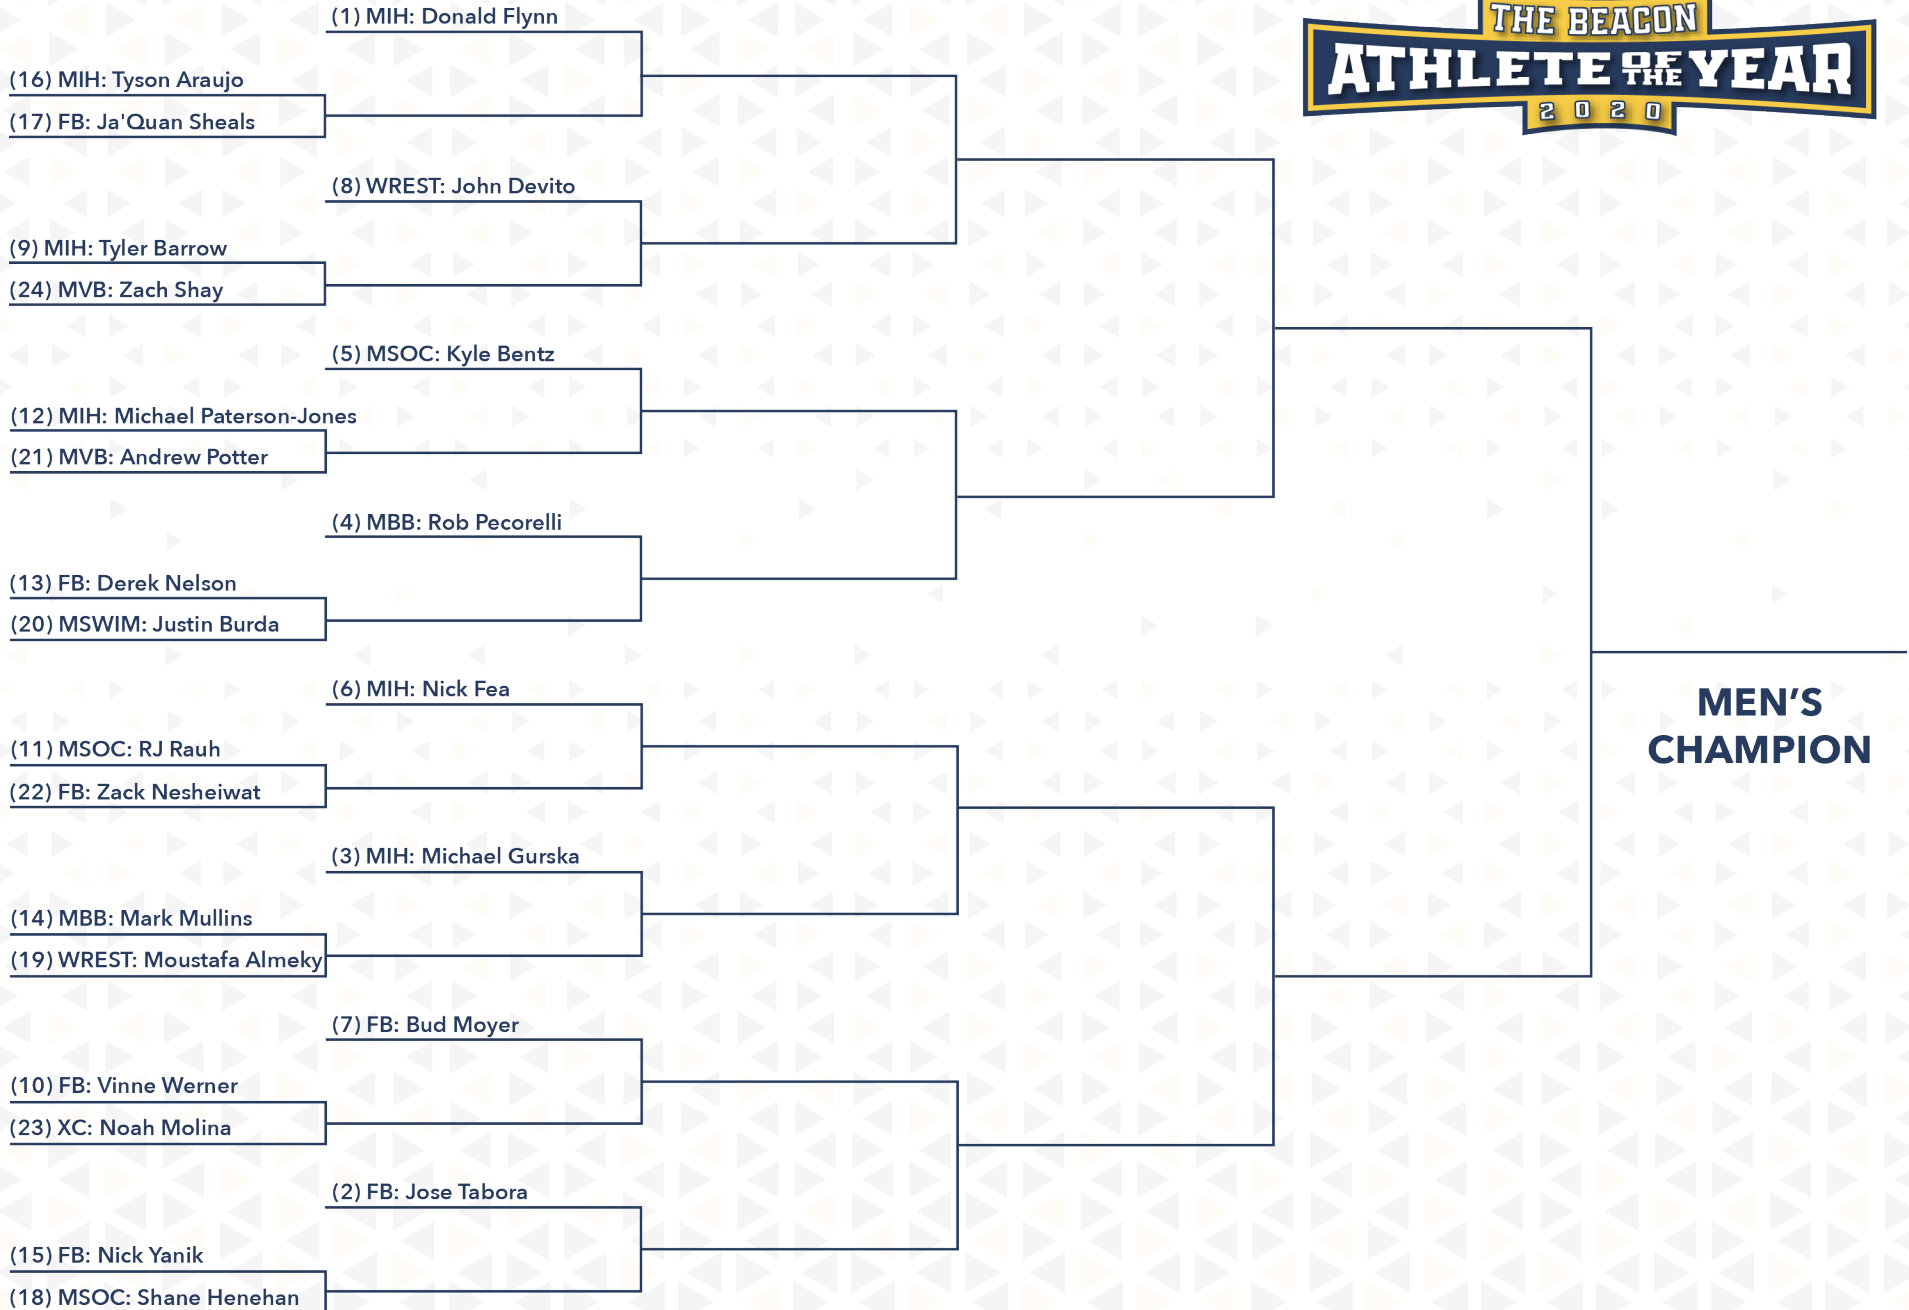 THE BEACON
ATHLETE OF THE YEAR
2020
(1) MIH: Donald Flynn
(16) MIH: Tyson Araujo
(17) FB: Ja'Quan Sheals
(8) WREST: John Devito
(9) MIH: Tyler Barrow
(24) MVB: Zach Shay
(5) MSOC: Kyle Bentz
(12) MIH: Michael Paterson-Jones
(21) MVB: Andrew Potter
(4) MBB: Rob Pecorelli
(13) FB: Derek Nelson
(20) MSWIM: Justin Burda
(6) MIH: Nick Fea
(11) MSOC: RJ Rauh
(22) FB: Zack Nesheiwat
(3) MIH: Michael Gurska
(14) MBB: Mark Mullins
(19) WREST: Moustafa Almeky
(7) FB: Bud Moyer
(10) FB: Vinne Werner
(23) XC: Noah Molina
(2) FB: Jose Tabora
(15) FB: Nick Yanik
(18) MSOC: Shane Henehan
MEN’S
CHAMPION